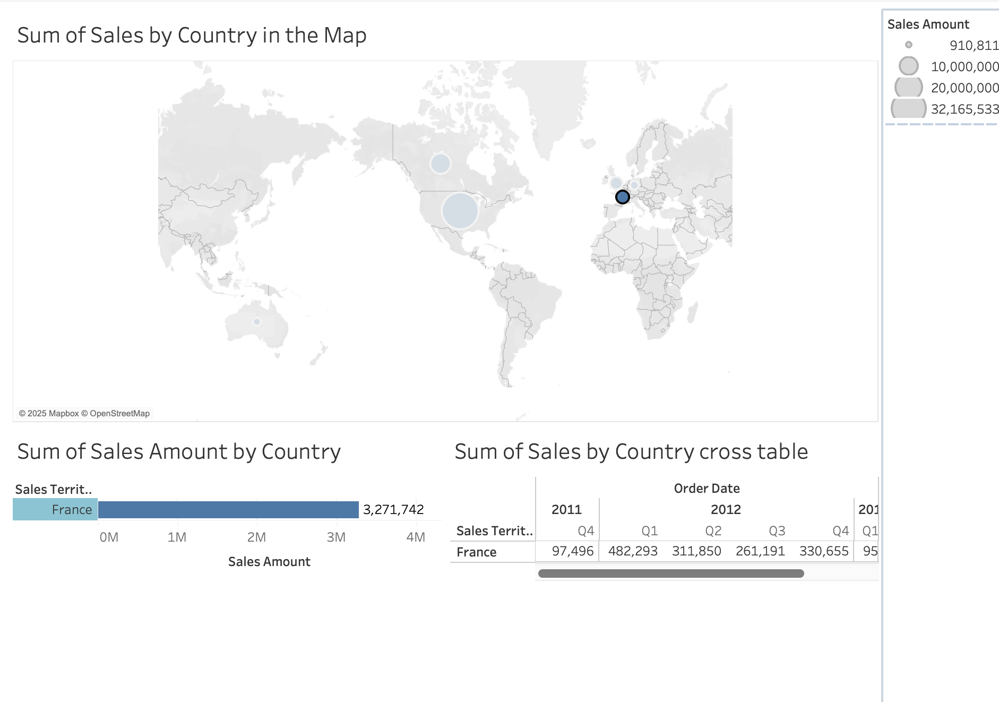 Sum of Sales by Country in the Map
Sales Amount
910,811
10,000,000
20,000,000
32,165,533
© 2025 Mapbox © OpenStreetMap
Sum of Sales Amount by Country
Sales Territ..
France 3,271,742
0M 1M 2M 3M 4M
Sales Amount
Sum of Sales by Country cross table
Order Date
2011 2012 201
Sales Territ.. Q4 Q1 Q2 Q3 Q4 Q1
France 97,496 482,293 311,850 261,191 330,655 95